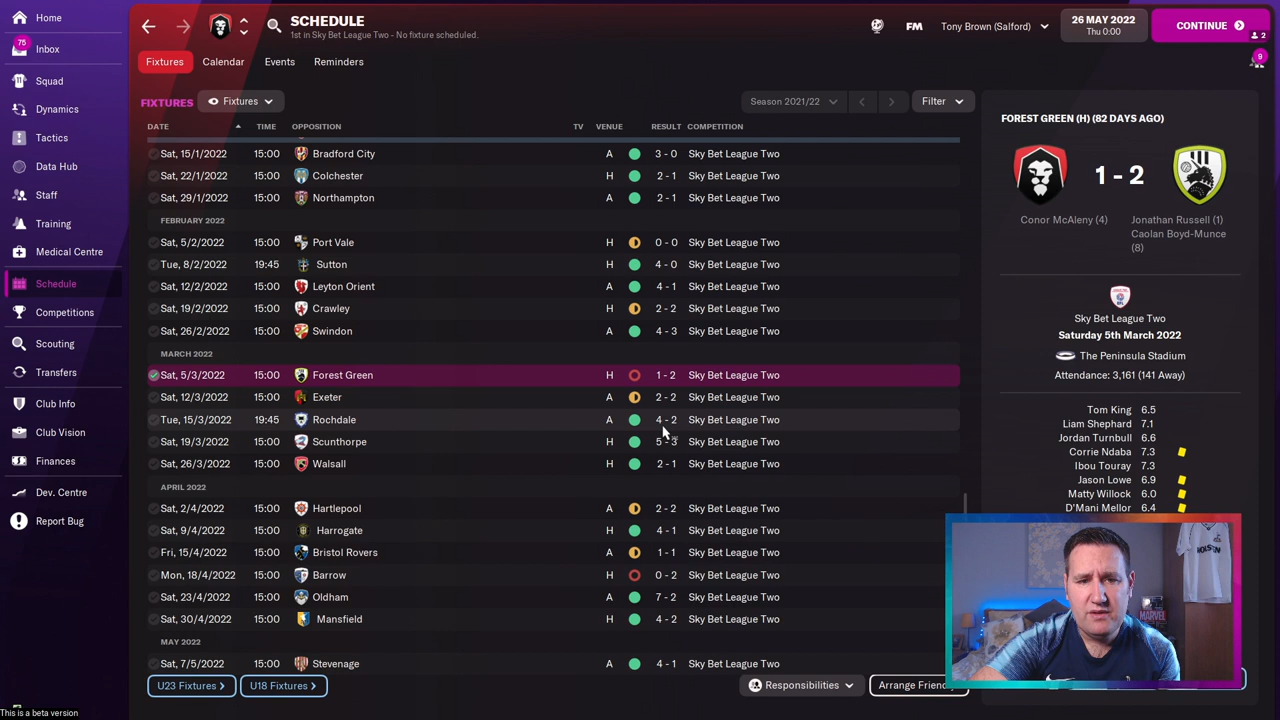 Home
75
Inbox
Squad
Dynamics
Tactics
Data Hub
Staff
Training
Medical Centre
Schedule
Competitions
Scouting
Transfers
Club Info
Club Vision
Finances
Dev. Centre
Report Bug
This is a beta version
SCHEDULE
1st in Sky Bet League Two - No fixture scheduled.
FM
Tony Brown (Salford)
26 MAY 2022
Thu 0:00
CONTINUE
2
9
Fixtures Calendar Events Reminders
FIXTURES Fixtures Season 2021/22 Filter
DATE TIME OPPOSITION TV VENUE RESULT COMPETITION
Sat, 15/1/2022 15:00 Bradford City A 3 - 0 Sky Bet League Two
Sat, 22/1/2022 15:00 Colchester H 2 - 1 Sky Bet League Two
Sat, 29/1/2022 15:00 Northampton A 2 - 1 Sky Bet League Two
FEBRUARY 2022
Sat, 5/2/2022 15:00 Port Vale H 0 - 0 Sky Bet League Two
Tue, 8/2/2022 19:45 Sutton H 4 - 0 Sky Bet League Two
Sat, 12/2/2022 15:00 Leyton Orient A 4 - 1 Sky Bet League Two
Sat, 19/2/2022 15:00 Crawley H 2 - 2 Sky Bet League Two
Sat, 26/2/2022 15:00 Swindon A 4 - 3 Sky Bet League Two
MARCH 2022
Sat, 5/3/2022 15:00 Forest Green H 1 - 2 Sky Bet League Two
Sat, 12/3/2022 15:00 Exeter A 2 - 2 Sky Bet League Two
Tue, 15/3/2022 19:45 Rochdale A 4 - 2 Sky Bet League Two
Sat, 19/3/2022 15:00 Scunthorpe H 5 - Sky Bet League Two
Sat, 26/3/2022 15:00 Walsall H 2 - 1 Sky Bet League Two
APRIL 2022
Sat, 2/4/2022 15:00 Hartlepool A 2 - 2 Sky Bet League Two
Sat, 9/4/2022 15:00 Harrogate H 4 - 1 Sky Bet League Two
Fri, 15/4/2022 15:00 Bristol Rovers A 1 - 1 Sky Bet League Two
Mon, 18/4/2022 15:00 Barrow H 0 - 2 Sky Bet League Two
Sat, 23/4/2022 15:00 Oldham A 7 - 2 Sky Bet League Two
Sat, 30/4/2022 15:00 Mansfield H 4 - 2 Sky Bet League Two
MAY 2022
Sat, 7/5/2022 15:00 Stevenage A 4 - 1 Sky Bet League Two
U23 Fixtures > U18 Fixtures > Responsibilities Arrange Friend
FOREST GREEN (H) (82 DAYS AGO)
1 - 2
Conor McAleny (4)
Jonathan Russell (1)
Caolan Boyd-Munce
(8)
Sky Bet League Two
Saturday 5th March 2022
The Peninsula Stadium
Attendance: 3,161 (141 Away)
Tom King 6.5
Liam Shephard 7.1
Jordan Turnbull 6.6
Corrie Ndaba 7.3
Ibou Touray 7.3
Jason Lowe 6.9
Matty Willock 6.0
D'Mani Mellor 6.4
HOLSTEN
MARVEL